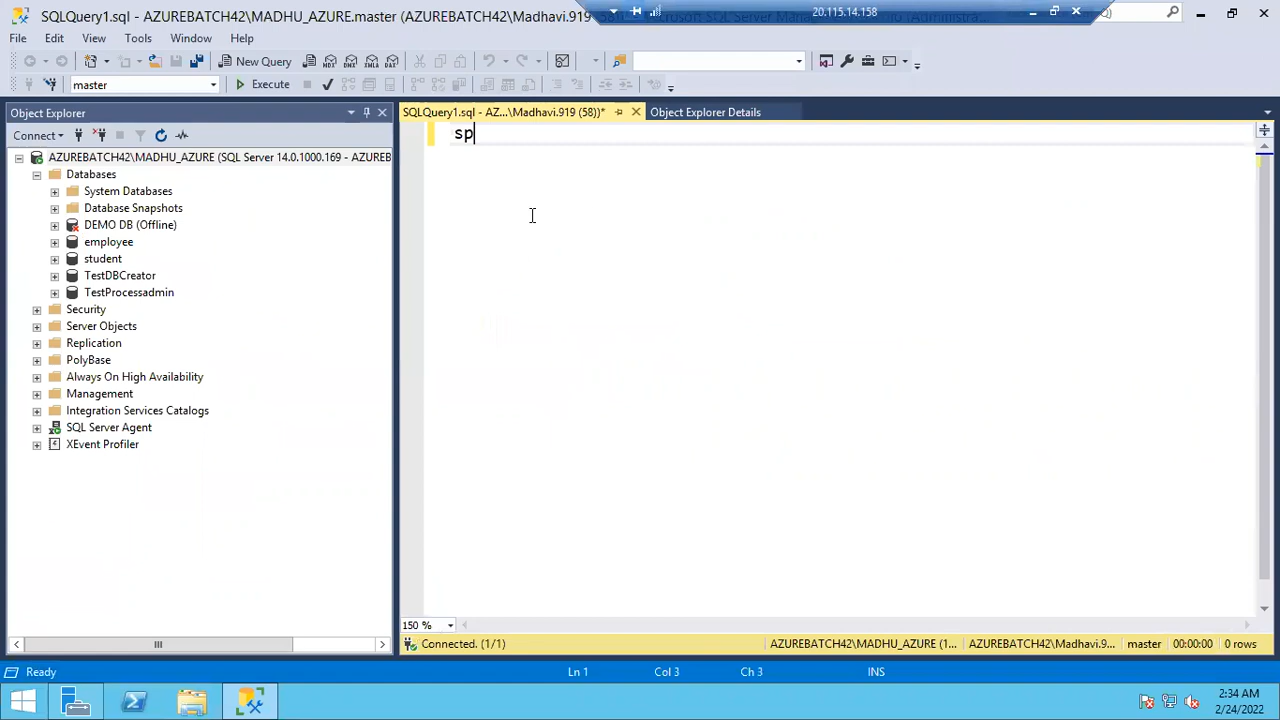 SQLQuery1.sql - AZUREBATCH42\MADHU_AZURE.master (AZUREBATCH42\Madhavi.919
20.115.14.158
File Edit View Tools Window Help
New Query
master
Execute
Object Explorer
SQLQuery1.sql - AZ...\Madhavi.919 (58))*
Object Explorer Details
Connect
sp
AZUREBATCH42\MADHU_AZURE (SQL Server 14.0.1000.169 - AZUREB
Databases
System Databases
Database Snapshots
DEMO DB (Offline)
employee
student
TestDBCreator
TestProcessadmin
Security
Server Objects
Replication
PolyBase
Always On High Availability
Management
Integration Services Catalogs
SQL Server Agent
XEvent Profiler
150 %
Connected. (1/1)
AZUREBATCH42\MADHU_AZURE (1...
AZUREBATCH42\Madhavi.9...
master
00:00:00
0 rows
Ready
Ln 1
Col 3
Ch 3
INS
2:34 AM
2/24/2022